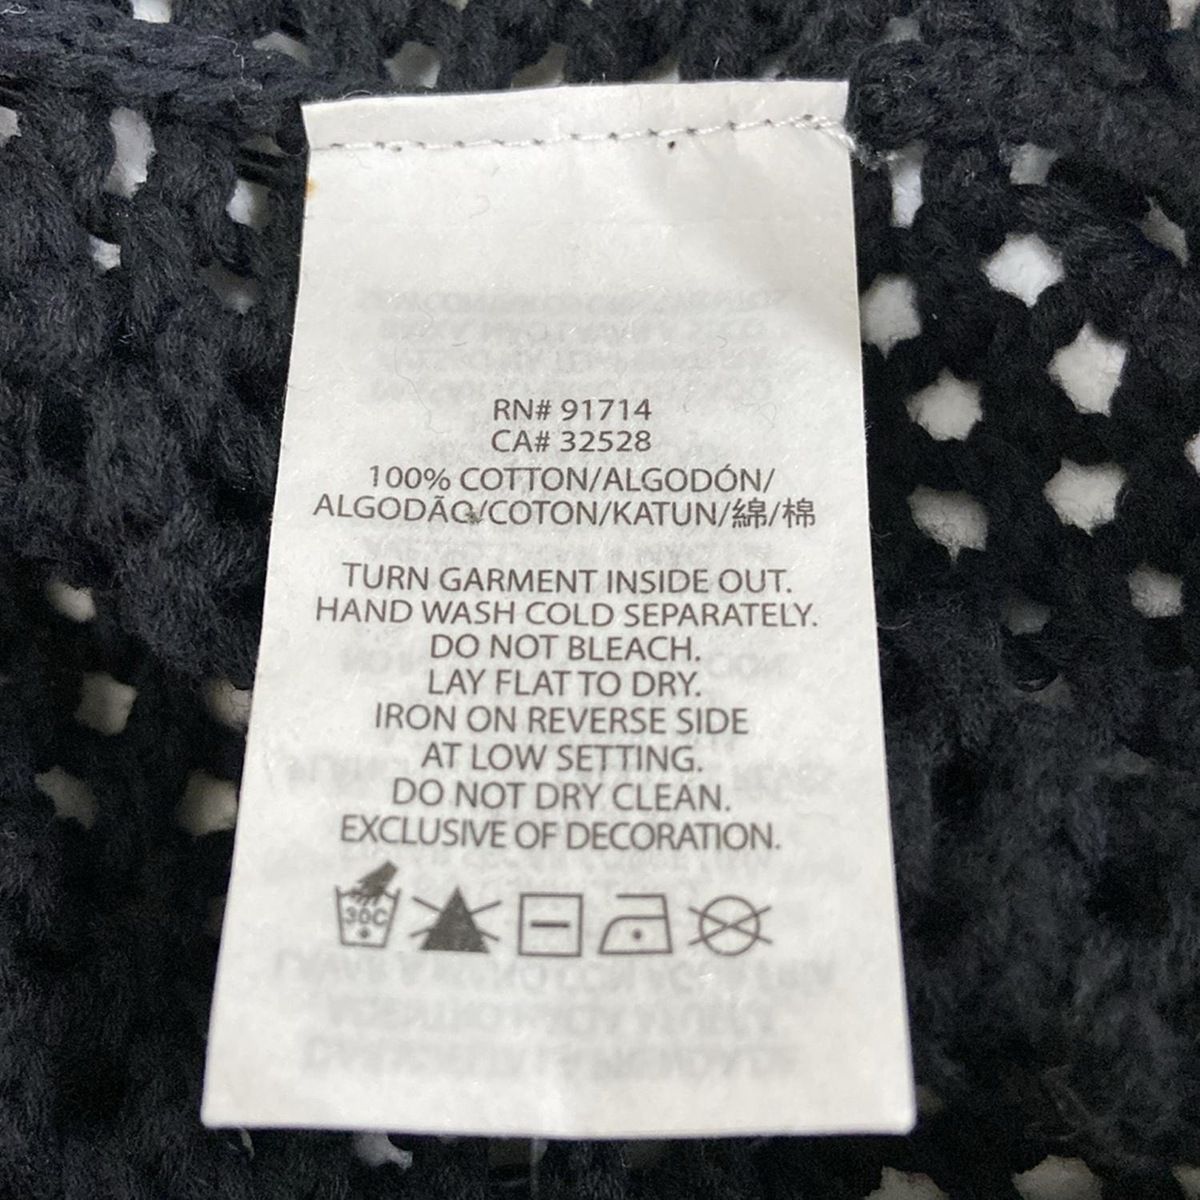 RN# 91714
CA# 32528
100% COTTON/ALGODÓN/
ALGODÃO/COTON/KATUN/綿/棉
TURN GARMENT INSIDE OUT.
HAND WASH COLD SEPARATELY.
DO NOT BLEACH.
LAY FLAT TO DRY.
IRON ON REVERSE SIDE
AT LOW SETTING.
DO NOT DRY CLEAN.
EXCLUSIVE OF DECORATION.
30C